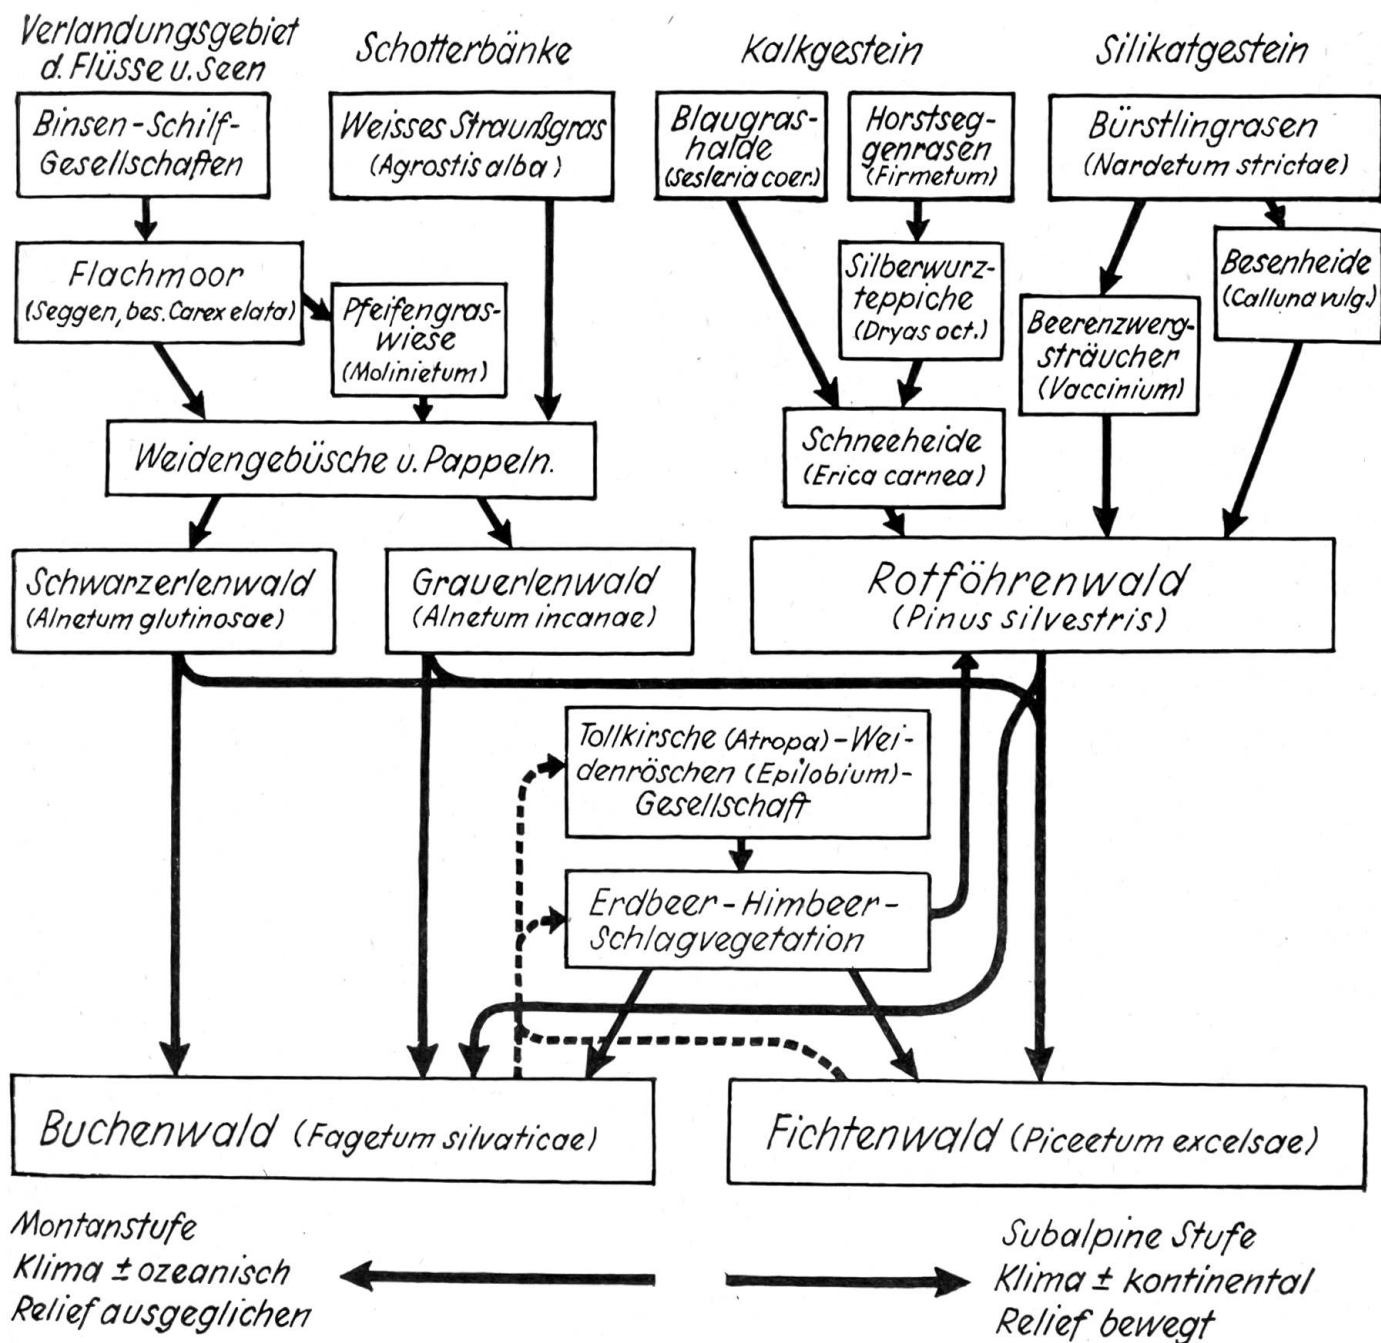 Verlandungsgebiet
d. Flüsse u. Seen
Schotterbänke
Kalkgestein
Silikatgestein
Binsen-Schilf-
Gesellschaften
Weisses Straußgras
(Agrostis alba)
Blaugras-
halde
(Sesleria coer.)
Horstseg-
genrasen
(Firmetum)
Bürstlingrasen
(Nardetum strictae)
Flachmoor
(Seggen, bes. Carex elata)
Pfeifengras-
wiese
(Molinietum)
Silberwurz-
teppiche
(Dryas oct.)
Beerenzwerg-
sträucher
(Vaccinium)
Besenheide
(Calluna vulg.)
Weidengebüsche u. Pappeln.
Schneeheide
(Erica carnea)
Schwarzerlenwald
(Alnetum glutinosae)
Grauerlenwald
(Alnetum incanae)
Rotföhrenwald
(Pinus silvestris)
Tollkirsche (Atropa)-Wei-
denröschen (Epilobium)-
Gesellschaft
Erdbeer-Himbeer-
Schlagvegetation
Buchenwald (Fagetum silvaticae)
Fichtenwald (Piceetum excelsae)
Montanstufe
Klima ± ozeanisch
Relief ausgeglichen
Subalpine Stufe
Klima ± kontinental
Relief bewegt